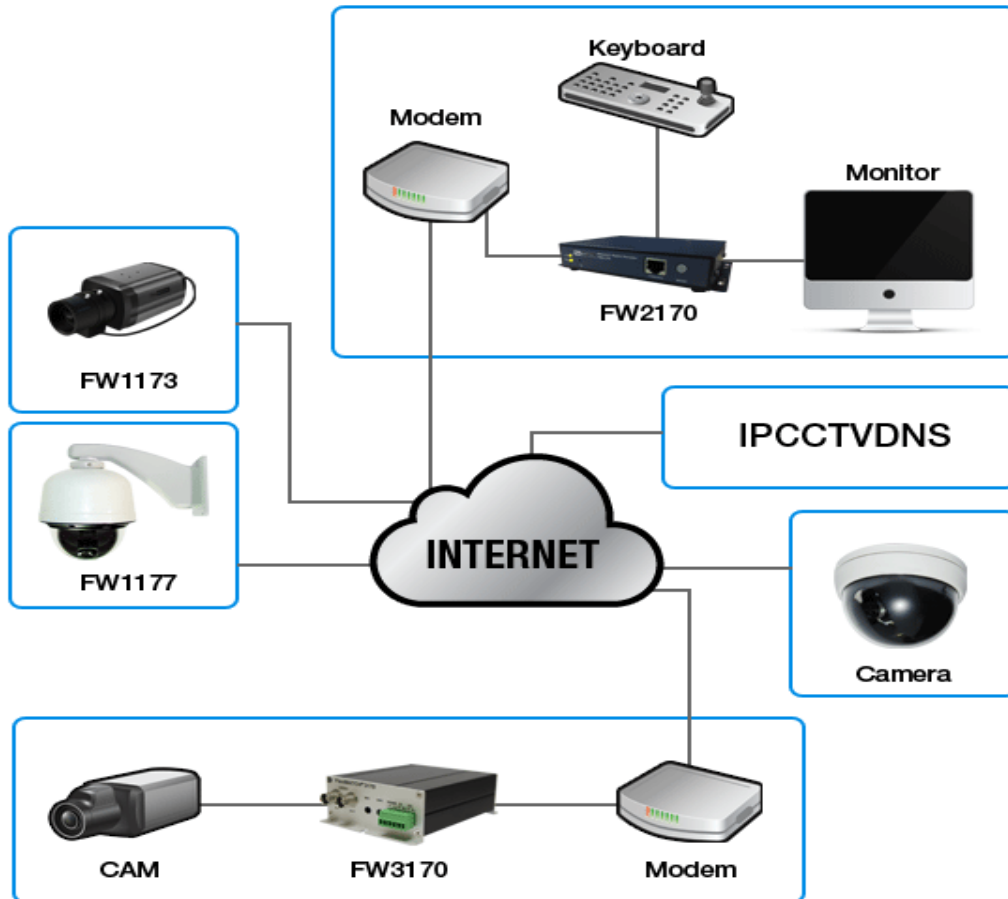 Keyboard
Modem
Monitor
FW2170
FW1173
IPCCTVDNS
INTERNET
FW1177
Camera
CAM
FW3170
Modem